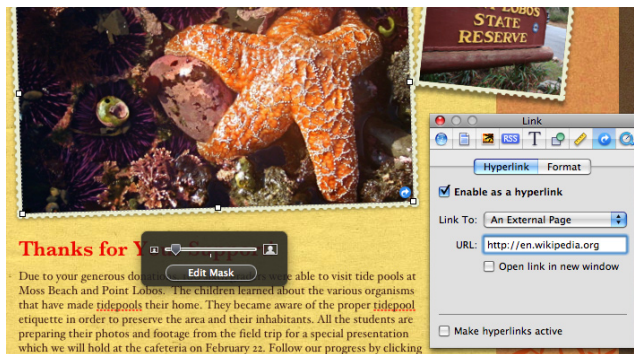 LOBOS
STATE
RESERVE
Link
RSS
T
Hyperlink Format
Enable as a hyperlink
Link To: An External Page
URL: http://en.wikipedia.org
Open link in new window
Make hyperlinks active
Edit Mask
Thanks for
Due to your generous were able to visit tide pools at
Moss Beach and Point Lobos. The children learned about the various organisms
that have made tidepools their home. They became aware of the proper tidepool
etiquette in order to preserve the area and their inhabitants. All the students are
preparing their photos and footage from the field trip for a special presentation
which we will hold at the cafeteria on February 22. Follow our progress by clicking